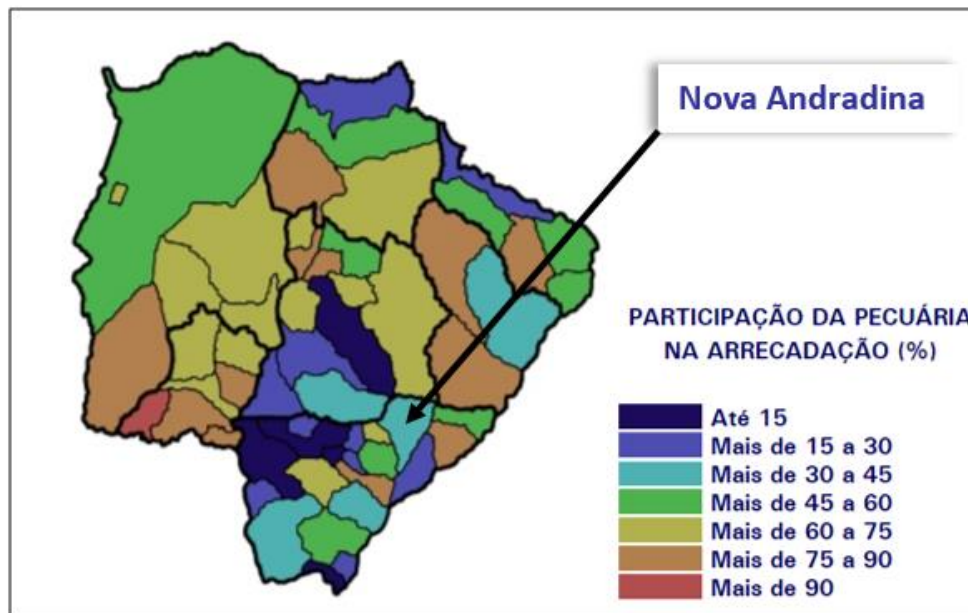 Nova Andradina
PARTICIPAÇÃO DA PECUÁRIA
NA ARRECADAÇÃO (%)
Até 15
Mais de 15 a 30
Mais de 30 a 45
Mais de 45 a 60
Mais de 60 a 75
Mais de 75 a 90
Mais de 90